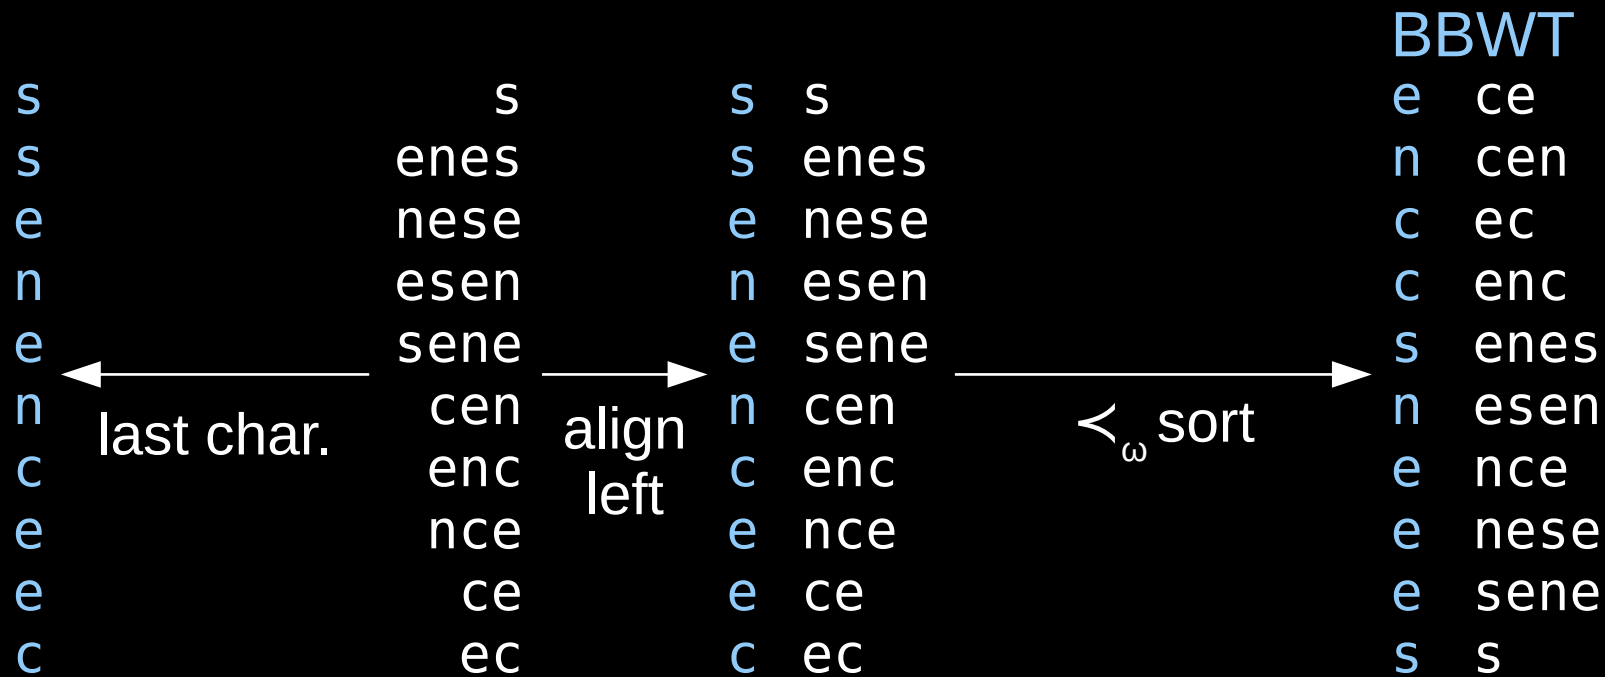 BBWT
s s s s e ce
s enes s enes n cen
e nese e nese c ec
n esen n esen c enc
e sene e sene s enes
n cen n cen n esen
last char. align ≺ω sort
c enc c enc e nce
left
e nce e nce e nese
e ce e ce e sene
c ec c ec s s